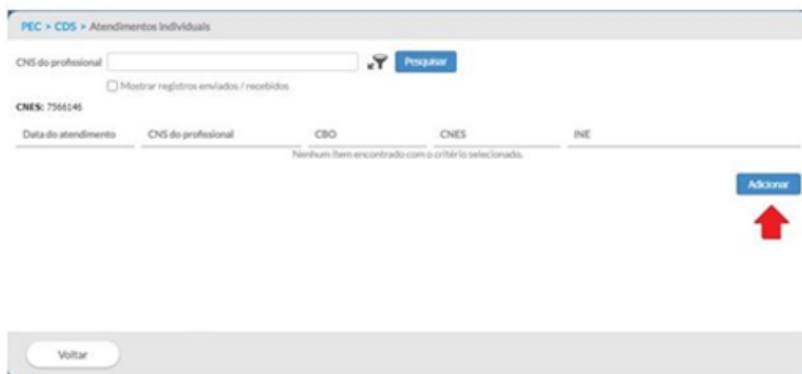 PEC > CDS > Atendimentos individuais
CNS do profissional Pesquisar
Mostrar registros enviados / recebidos
CNES: 7566146
Data do atendimento CNS do profissional CBO CNES INE
Nenhum item encontrado com o critério selecionado.
Adicionar
Voltar